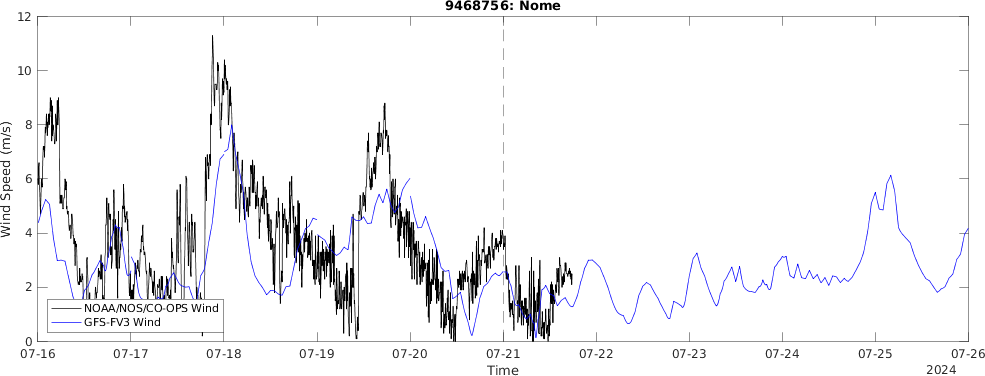 9468756: Nome
Wind Speed (m/s)
12
10
8
6
4
2
0
NOAA/NOS/CO-OPS Wind
GFS-FV3 Wind
07-16 07-17 07-18 07-19 07-20 07-21 07-22 07-23 07-24 07-25 07-26
Time
2024